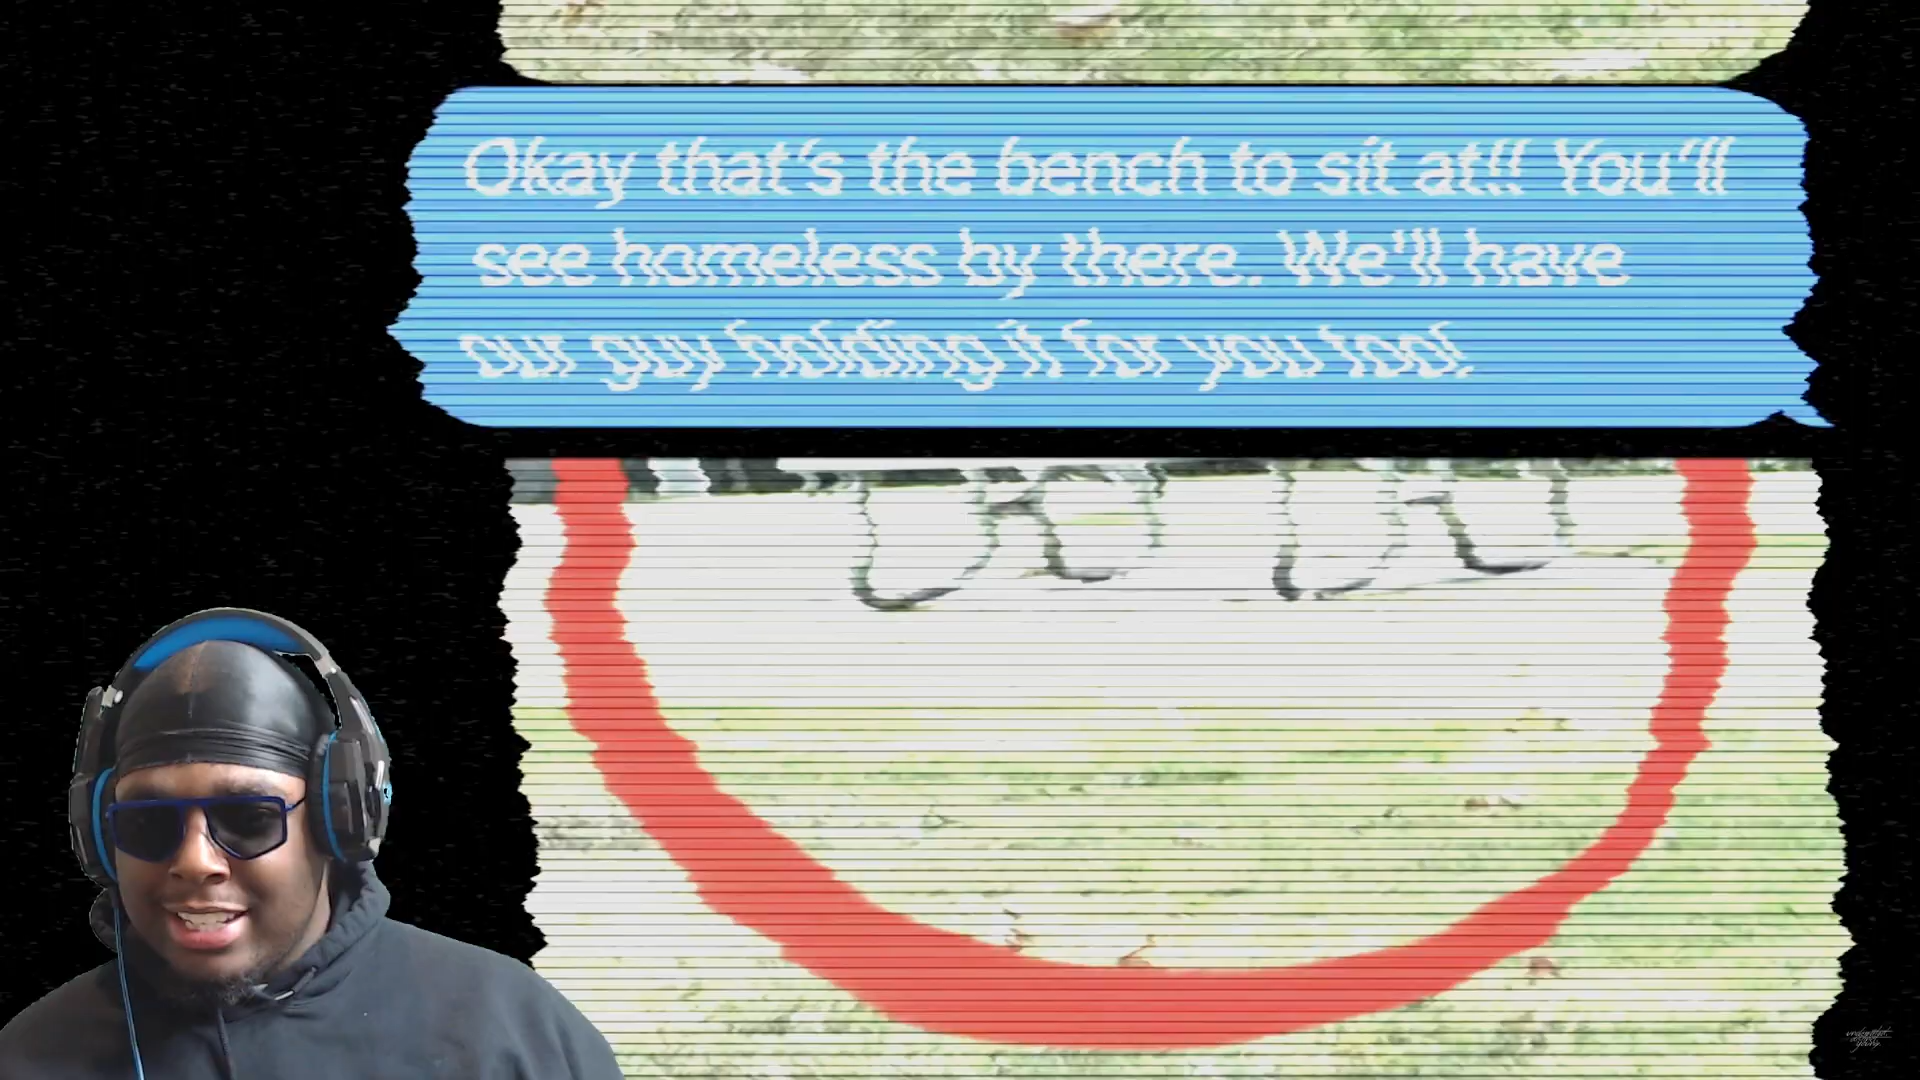 Okay that's the bench to sit at!! You'll
see homeless by there. We'll have
our guy holding it for you too!.